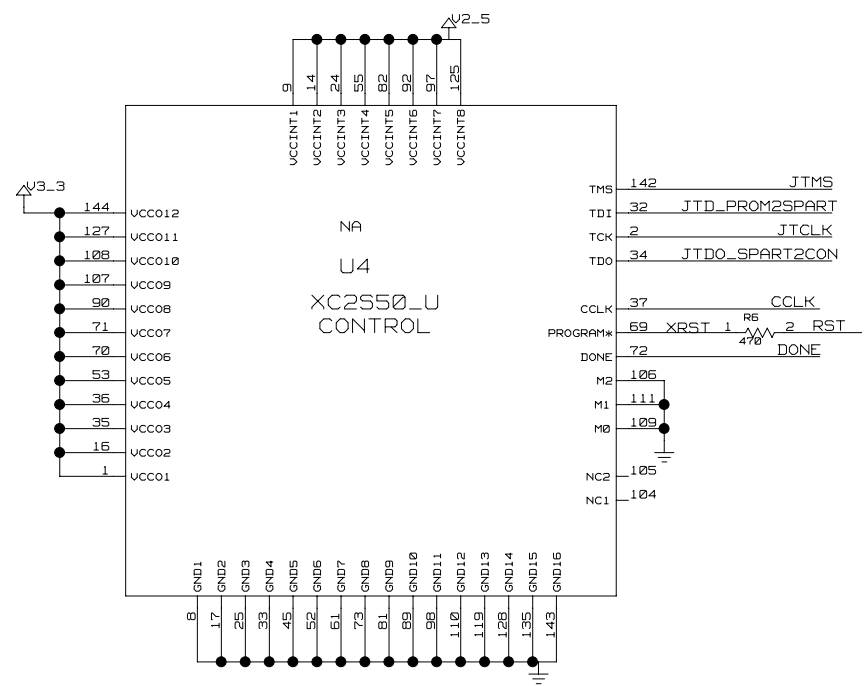 V2_5
9 14 24 55 82 92 97 125
VCCINT1 VCCINT2 VCCINT3 VCCINT4 VCCINT5 VCCINT6 VCCINT7 VCCINT8
V3_3
144 VCCO12
127 VCCO11
108 VCCO10
107 VCCO9
90 VCCO8
71 VCCO7
70 VCCO6
53 VCCO5
36 VCCO4
35 VCCO3
16 VCCO2
1 VCCO1
NA
U4
XC2S50_U
CONTROL
TMS 142 JTMS
TDI 32 JTD_PROM2SPART
TCK 2 JTCLK
TDO 34 JTDO_SPART2CON
CCLK 37 CCLK
R6
PROGRAM* 69 XRST 1 2 RST
470
DONE 72 DONE
M2 106
M1 111
M0 109
NC2 105
NC1 104
GND1 GND2 GND3 GND4 GND5 GND6 GND7 GND8 GND9 GND10 GND11 GND12 GND13 GND14 GND15 GND16
8 17 25 33 45 52 61 73 81 89 98 110 119 128 135 143